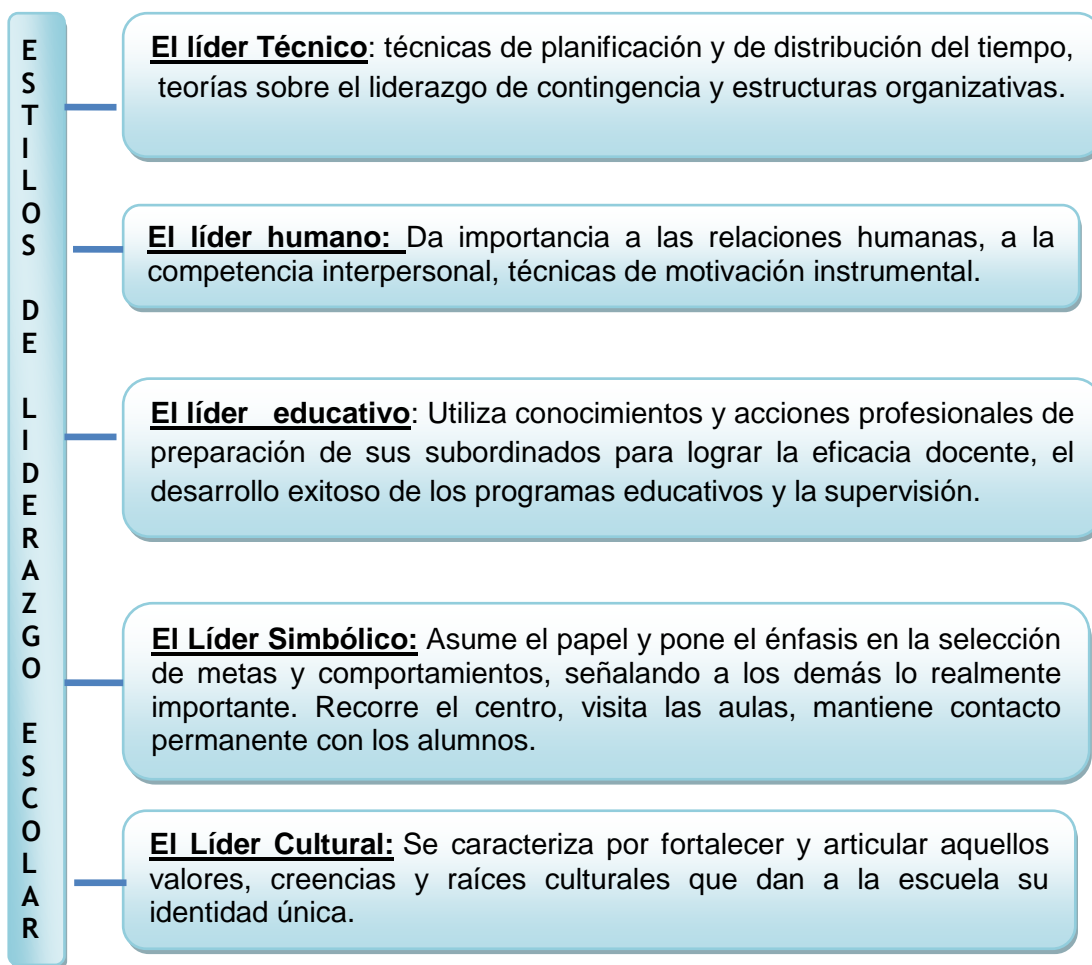 ESTILOS DE LIDERAZGO ESCOLAR
El líder Técnico: técnicas de planificación y de distribución del tiempo,
teorías sobre el liderazgo de contingencia y estructuras organizativas.
El líder humano: Da importancia a las relaciones humanas, a la
competencia interpersonal, técnicas de motivación instrumental.
El líder educativo: Utiliza conocimientos y acciones profesionales de
preparación de sus subordinados para lograr la eficacia docente, el
desarrollo exitoso de los programas educativos y la supervisión.
El Líder Simbólico: Asume el papel y pone el énfasis en la selección
de metas y comportamientos, señalando a los demás lo realmente
importante. Recorre el centro, visita las aulas, mantiene contacto
permanente con los alumnos.
El Líder Cultural: Se caracteriza por fortalecer y articular aquellos
valores, creencias y raíces culturales que dan a la escuela su
identidad única.